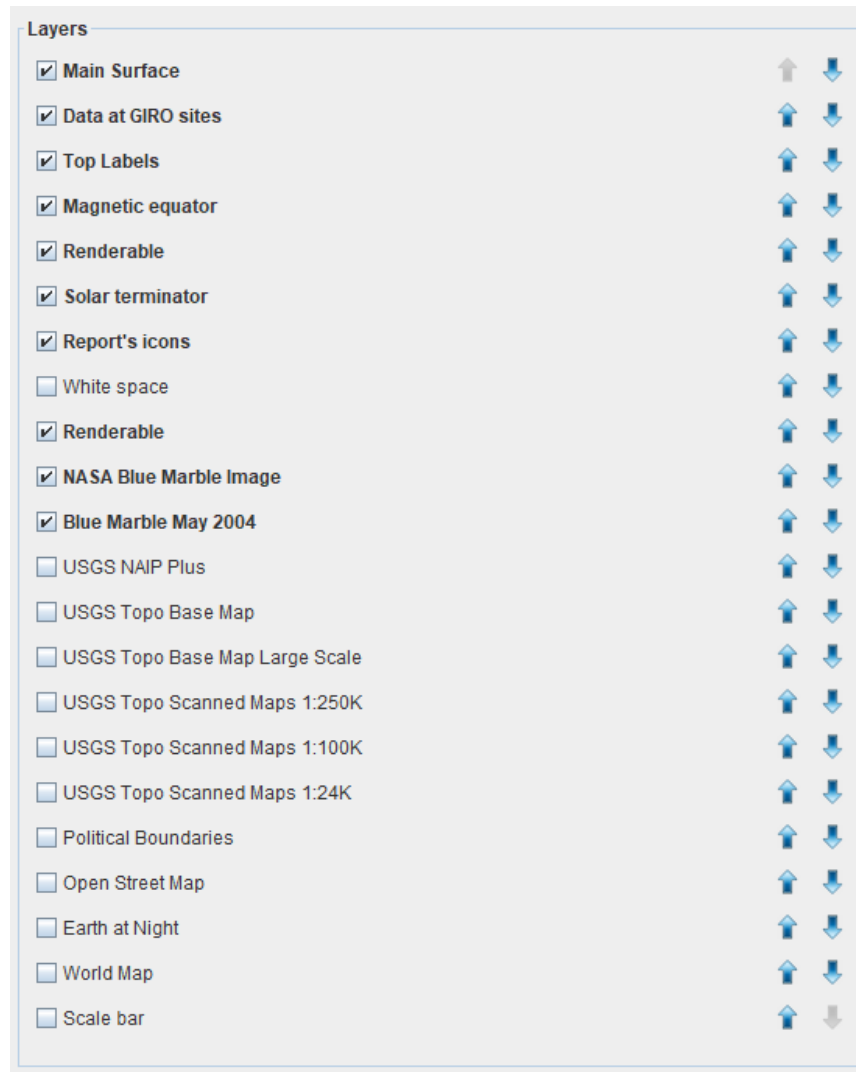 Layers
Main Surface
Data at GIRO sites
Top Labels
Magnetic equator
Renderable
Solar terminator
Report's icons
White space
Renderable
NASA Blue Marble Image
Blue Marble May 2004
USGS NAIP Plus
USGS Topo Base Map
USGS Topo Base Map Large Scale
USGS Topo Scanned Maps 1:250K
USGS Topo Scanned Maps 1:100K
USGS Topo Scanned Maps 1:24K
Political Boundaries
Open Street Map
Earth at Night
World Map
Scale bar